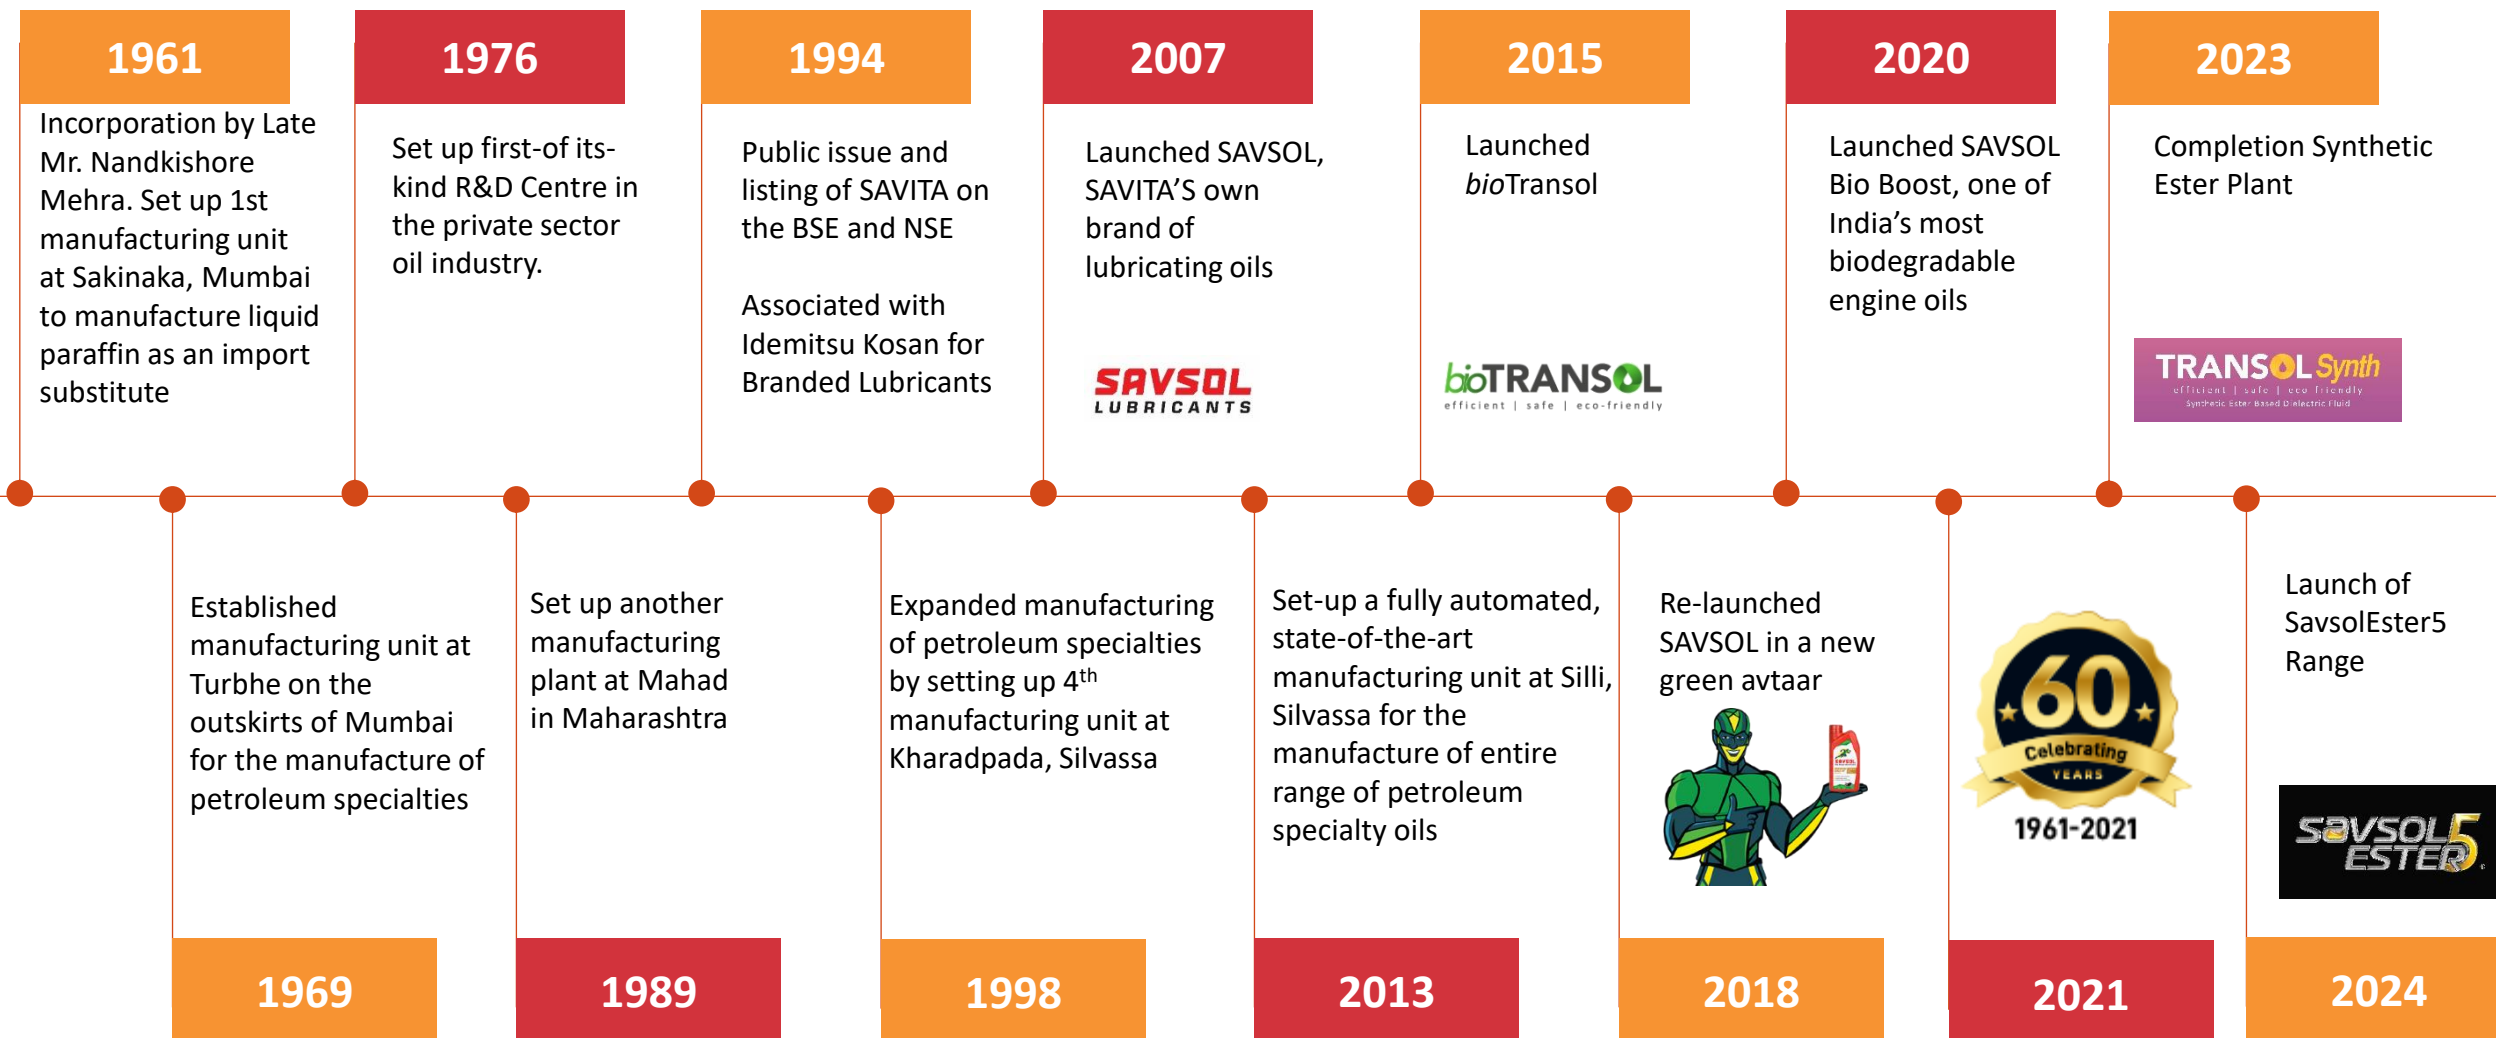 1961
Incorporation by Late
Mr. Nandkishore
Mehra. Set up 1st
manufacturing unit
at Sakinaka, Mumbai
to manufacture liquid
paraffin as an import
substitute
1976
Set up first-of its-
kind R&D Centre in
the private sector
oil industry.
1994
Public issue and
listing of SAVITA on
the BSE and NSE
Associated with
Idemitsu Kosan for
Branded Lubricants
2007
Launched SAVSOL,
SAVITA’S own
brand of
lubricating oils
SAVSOL
LUBRICANTS
2015
Launched
bioTransol
bioTRANSOL
efficient | safe | eco-friendly
2020
Launched SAVSOL
Bio Boost, one of
India’s most
biodegradable
engine oils
2023
Completion Synthetic
Ester Plant
TRANSOL Synth
efficient | safe | eco friendly
Synthetic Ester Based Dielectric Fluid
Established
manufacturing unit at
Turbhe on the
outskirts of Mumbai
for the manufacture of
petroleum specialties
1969
Set up another
manufacturing
plant at Mahad
in Maharashtra
1989
Expanded manufacturing
of petroleum specialties
by setting up 4th
manufacturing unit at
Kharadpada, Silvassa
1998
Set-up a fully automated,
state-of-the-art
manufacturing unit at Silli,
Silvassa for the
manufacture of entire
range of petroleum
specialty oils
2013
Re-launched
SAVSOL in a new
green avtaar
SAVSOL
2018
60
Celebrating
YEARS
1961-2021
2021
Launch of
SavsolEster5
Range
SAVSOL
ESTER 5
2024